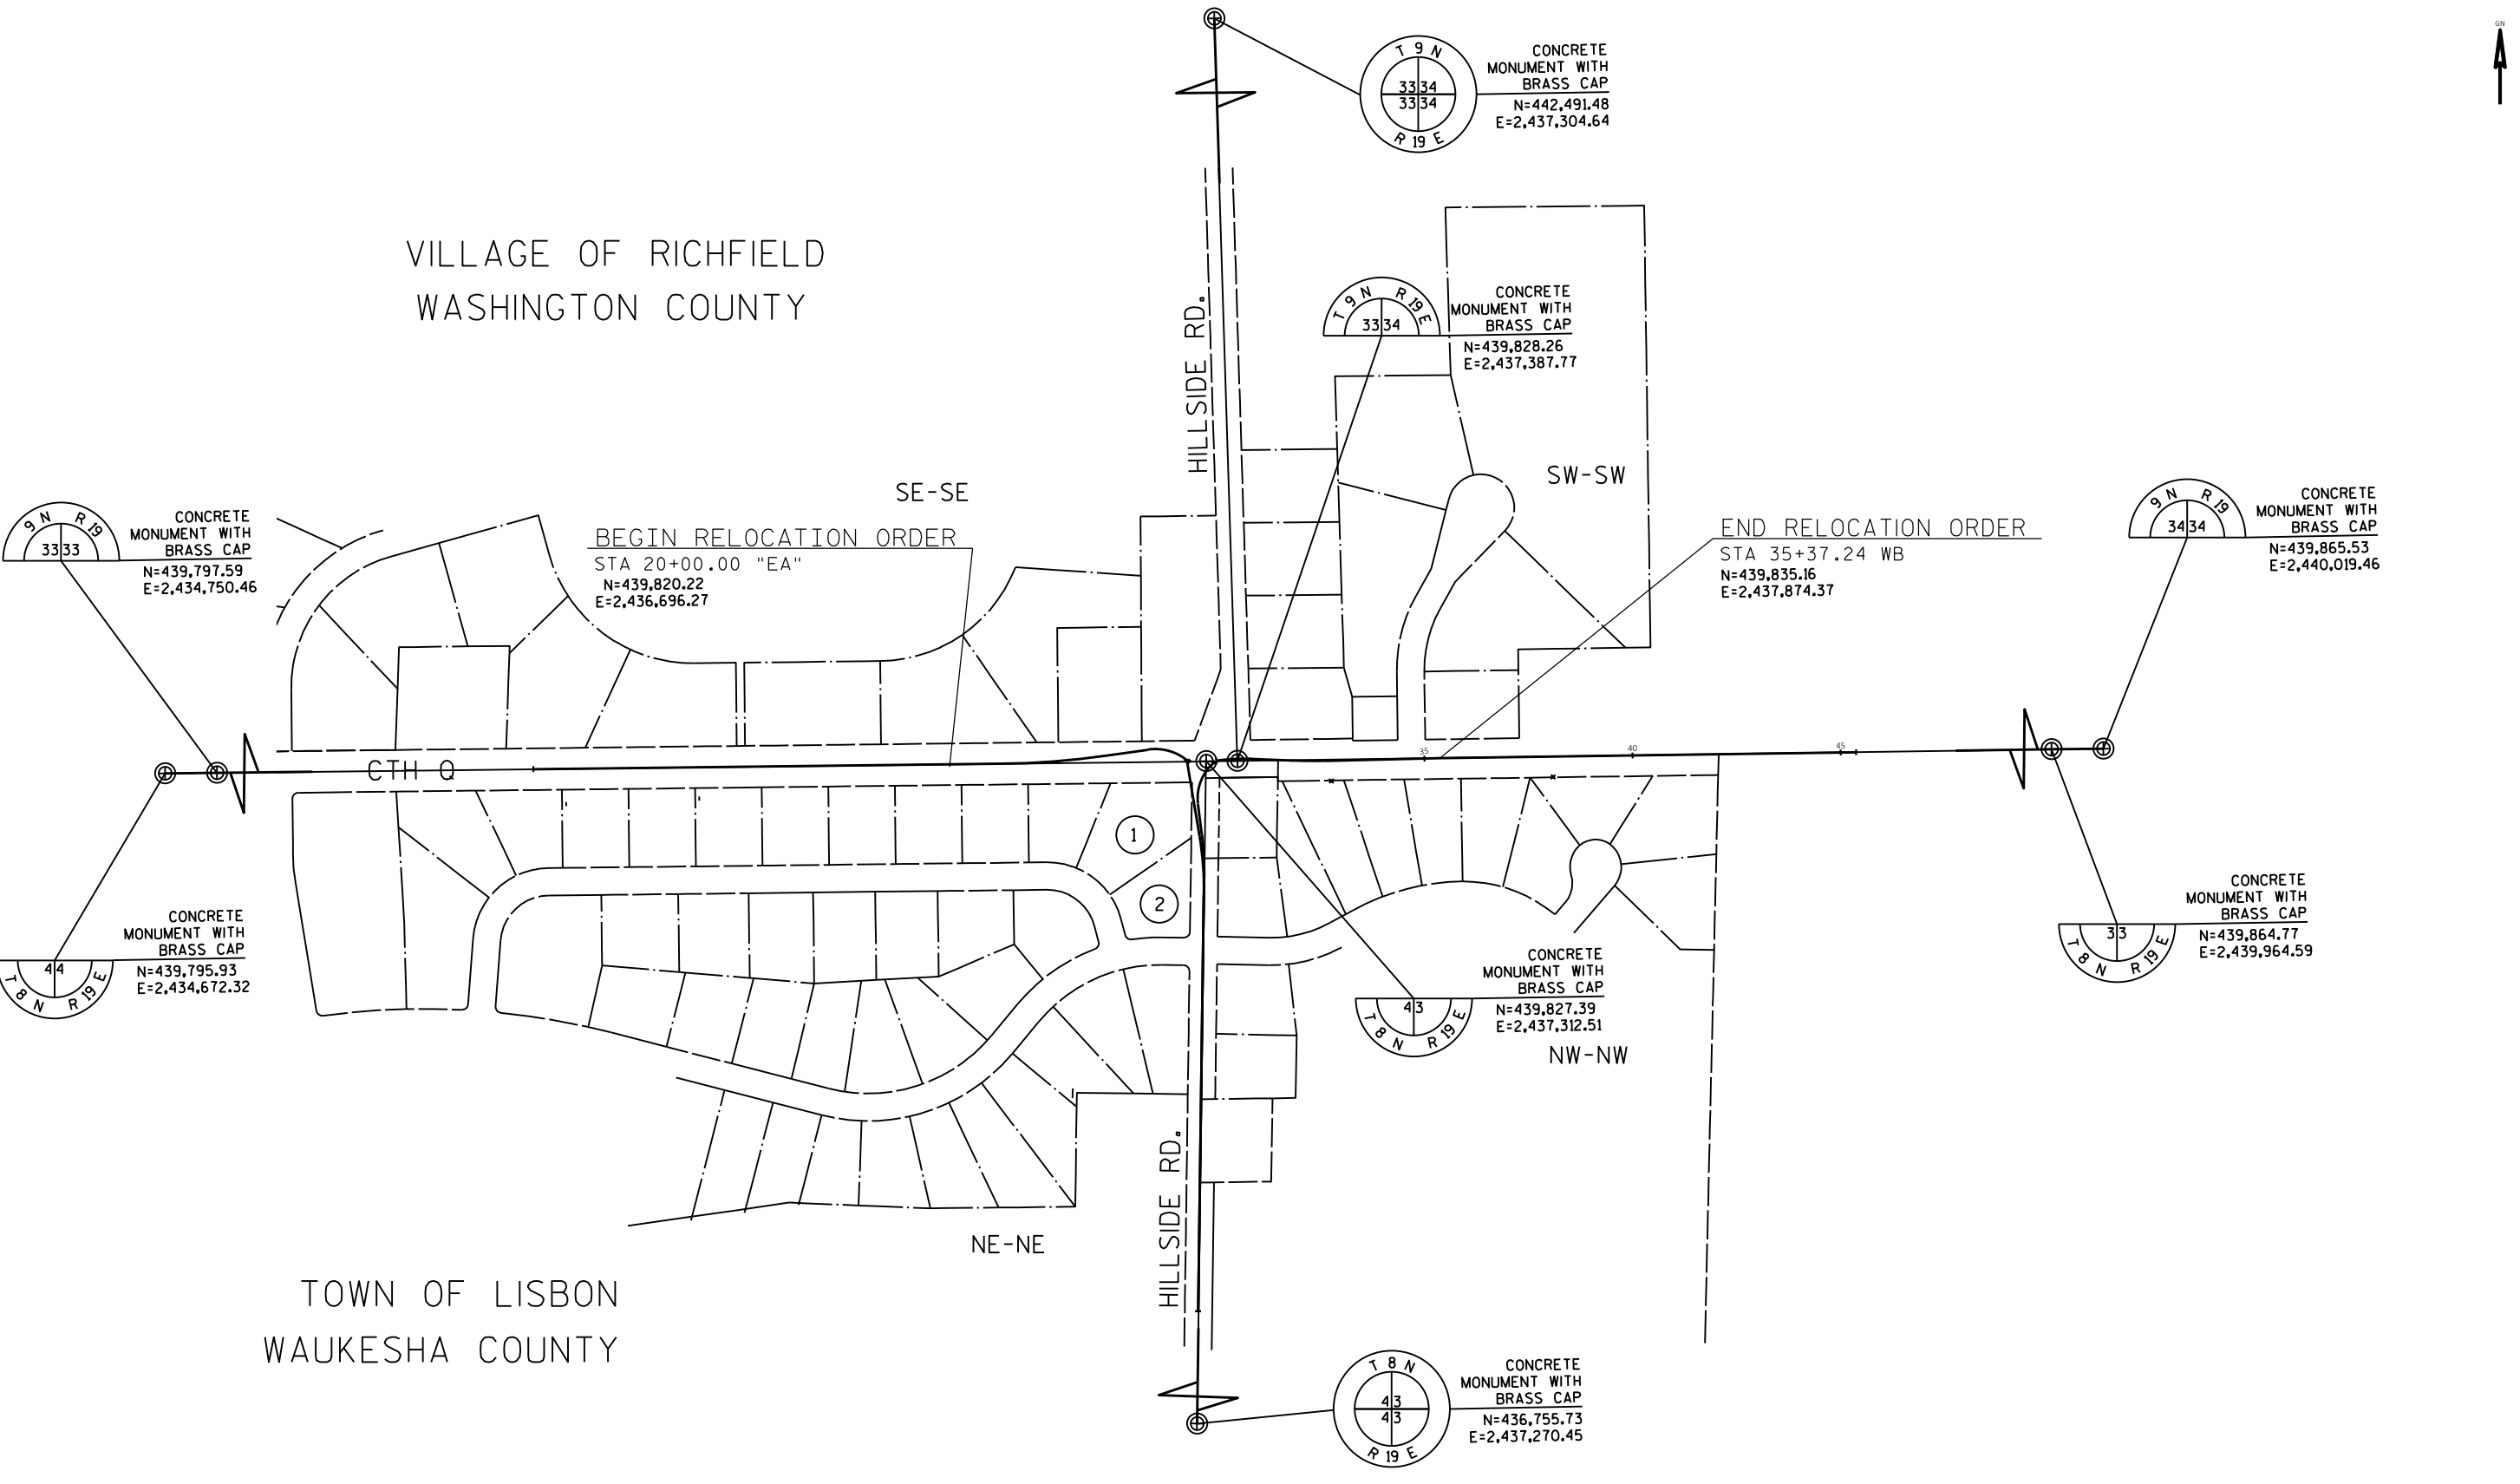 GN
T 9 N
33 34
33 34
R 19 E
CONCRETE
MONUMENT WITH
BRASS CAP
N=442,491.48
E=2,437,304.64
VILLAGE OF RICHFIELD
WASHINGTON COUNTY
HILLSIDE RD.
T 9 N R 19 E
33 34
CONCRETE
MONUMENT WITH
BRASS CAP
N=439,828.26
E=2,437,387.77
SE-SE
SW-SW
9 N R 19
33 33
CONCRETE
MONUMENT WITH
BRASS CAP
N=439,797.59
E=2,434,750.46
BEGIN RELOCATION ORDER
STA 20+00.00 "EA"
N=439,820.22
E=2,436,696.27
END RELOCATION ORDER
STA 35+37.24 WB
N=439,835.16
E=2,437,874.37
9 N R 19
34 34
CONCRETE
MONUMENT WITH
BRASS CAP
N=439,865.53
E=2,440,019.46
CTH Q
35
40
45
1
2
4 4
T 8 N R 19 E
CONCRETE
MONUMENT WITH
BRASS CAP
N=439,795.93
E=2,434,672.32
4 3
T 8 N R 19 E
CONCRETE
MONUMENT WITH
BRASS CAP
N=439,827.39
E=2,437,312.51
3 3
T 8 N R 19 E
CONCRETE
MONUMENT WITH
BRASS CAP
N=439,864.77
E=2,439,964.59
NW-NW
HILLSIDE RD.
NE-NE
TOWN OF LISBON
WAUKESHA COUNTY
T 8 N
4 3
4 3
R 19 E
CONCRETE
MONUMENT WITH
BRASS CAP
N=436,755.73
E=2,437,270.45